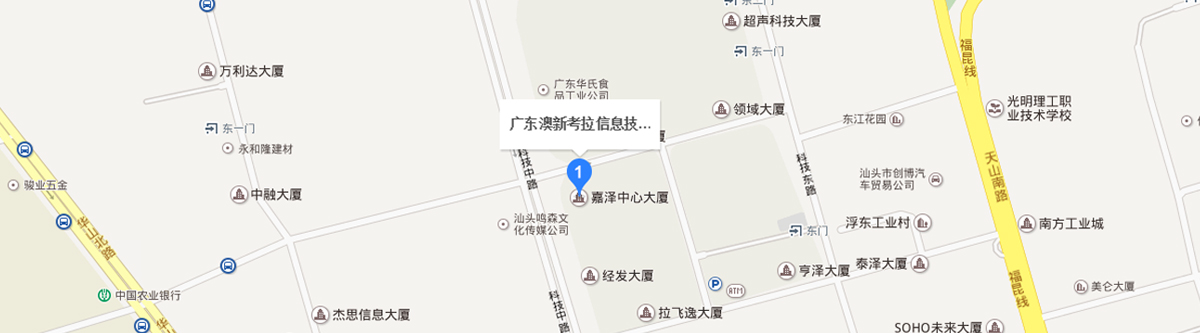 东二门
超声科技大厦
福昆线
东一门
万利达大厦
广东华氏食
品工业公司
领域大厦
光明理工职
业技术学校
广东澳新考拉信息技...
厦
东江花园
东一门
永和隆建材
科技中路
科技东路
天山南路
汕头市创博汽
车贸易公司
骏业五金
中融大厦
1
嘉泽中心大厦
汕头鸣森文
化传媒公司
华山北路
东门
浮东工业村
南方工业城
经发大厦
亨泽大厦
泰泽大厦
P
ATM
福昆线
美仑大厦
中国农业银行
科技中路
杰思信息大厦
拉飞逸大厦
SOHO未来大厦